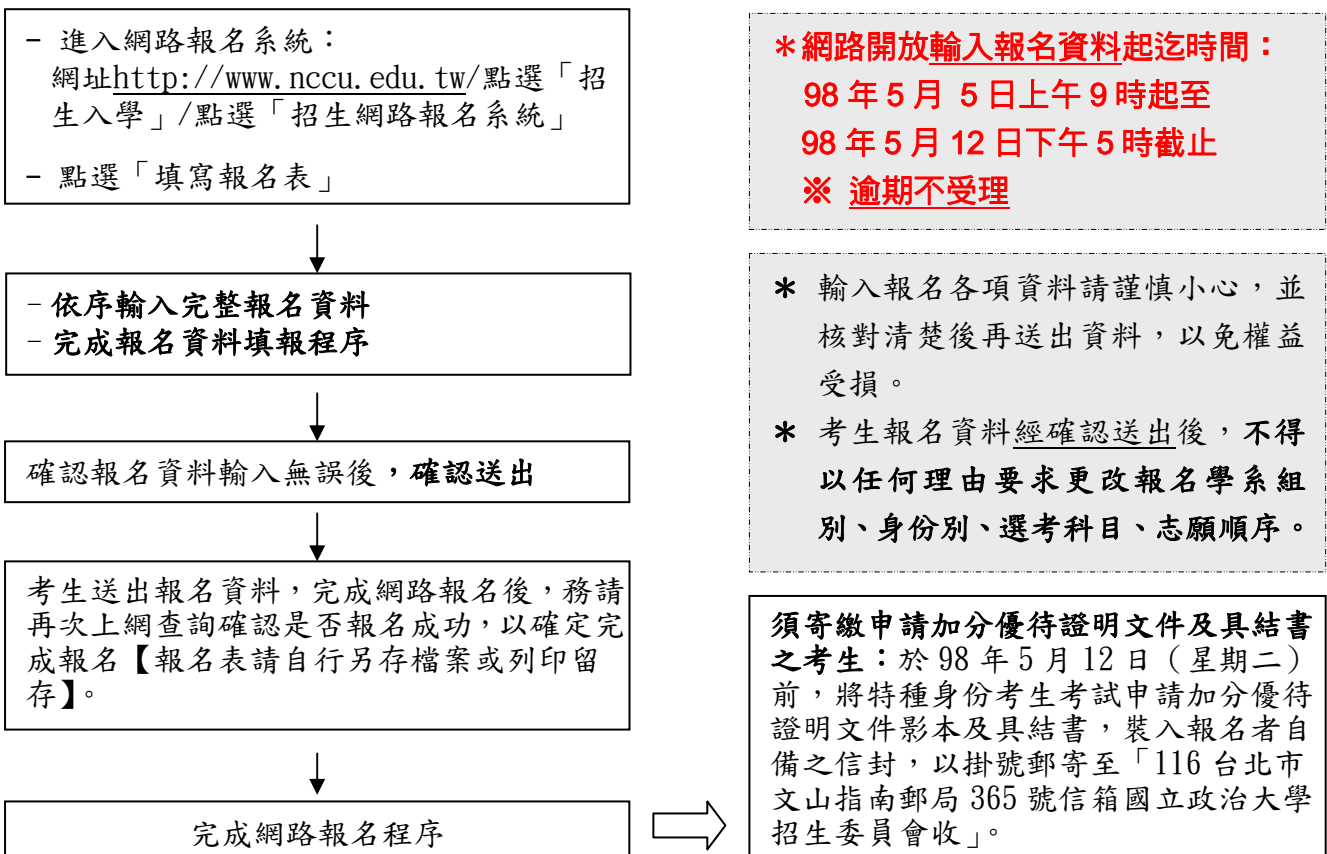 - 進入網路報名系統：
網址http://www.nccu.edu.tw/點選「招
生入學」/點選「招生網路報名系統」
- 點選「填寫報名表」
-依序輸入完整報名資料
-完成報名資料填報程序
確認報名資料輸入無誤後，確認送出
考生送出報名資料，完成網路報名後，務請
再次上網查詢確認是否報名成功，以確定完
成報名【報名表請自行另存檔案或列印留
存】。
完成網路報名程序
＊網路開放輸入報名資料起迄時間：
98 年 5 月 5 日上午 9 時起至
98 年 5 月 12 日下午 5 時截止
※ 逾期不受理
＊ 輸入報名各項資料請謹慎小心，並
核對清楚後再送出資料，以免權益
受損。
＊ 考生報名資料經確認送出後，不得
以任何理由要求更改報名學系組
別、身份別、選考科目、志願順序。
須寄繳申請加分優待證明文件及具結書
之考生：於 98 年 5 月 12 日（星期二）
前，將特種身份考生考試申請加分優待
證明文件影本及具結書，裝入報名者自
備之信封，以掛號郵寄至「116 台北市
文山指南郵局 365 號信箱國立政治大學
招生委員會收」。